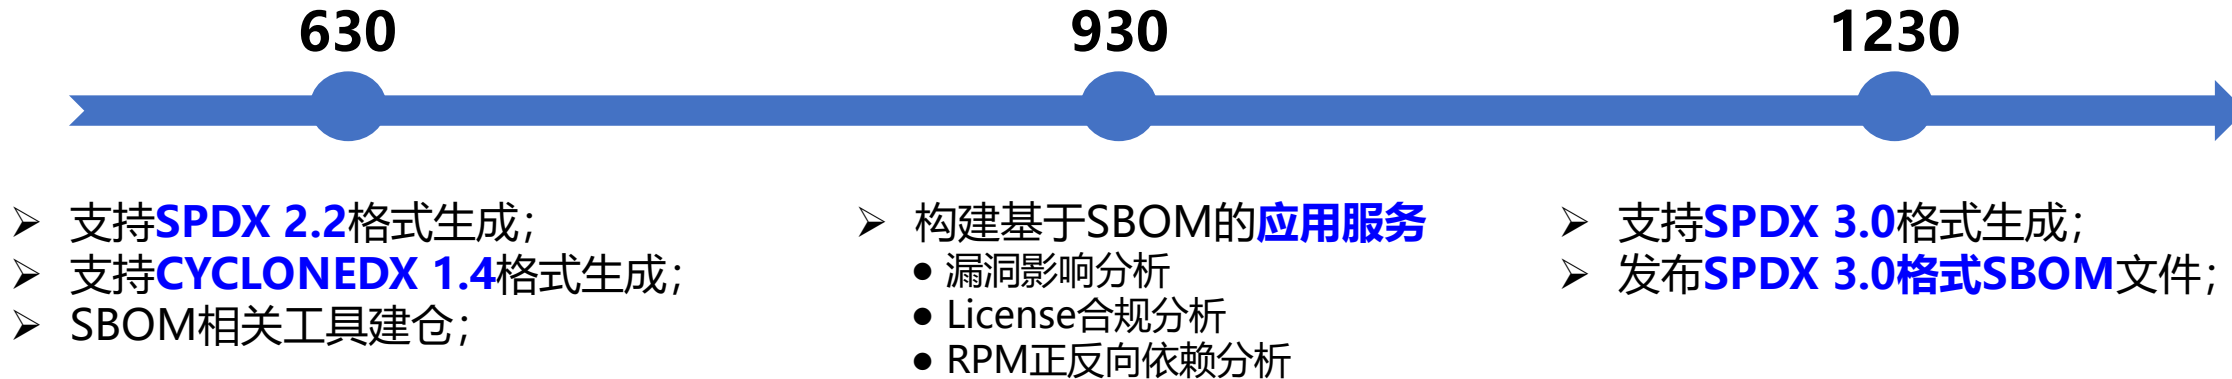 630
930
1230
➢ 支持SPDX 2.2格式生成；
➢ 支持CYCLONEDX 1.4格式生成；
➢ SBOM相关工具建仓；
➢ 构建基于SBOM的应用服务
● 漏洞影响分析
● License合规分析
● RPM正反向依赖分析
➢ 支持SPDX 3.0格式生成；
➢ 发布SPDX 3.0格式SBOM文件；